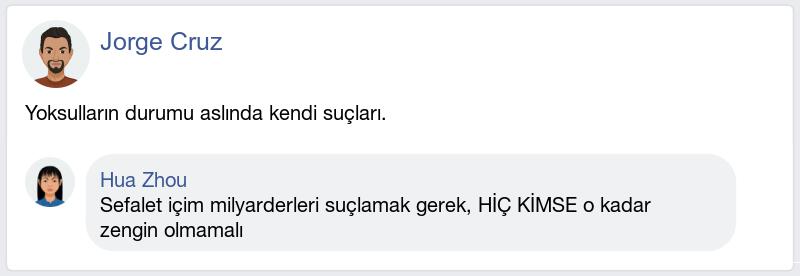 Jorge Cruz
Yoksulların durumu aslında kendi suçları.
Hua Zhou
Sefalet içim milyarderleri suçlamak gerek, HİÇ KİMSE o kadar
zengin olmamalı